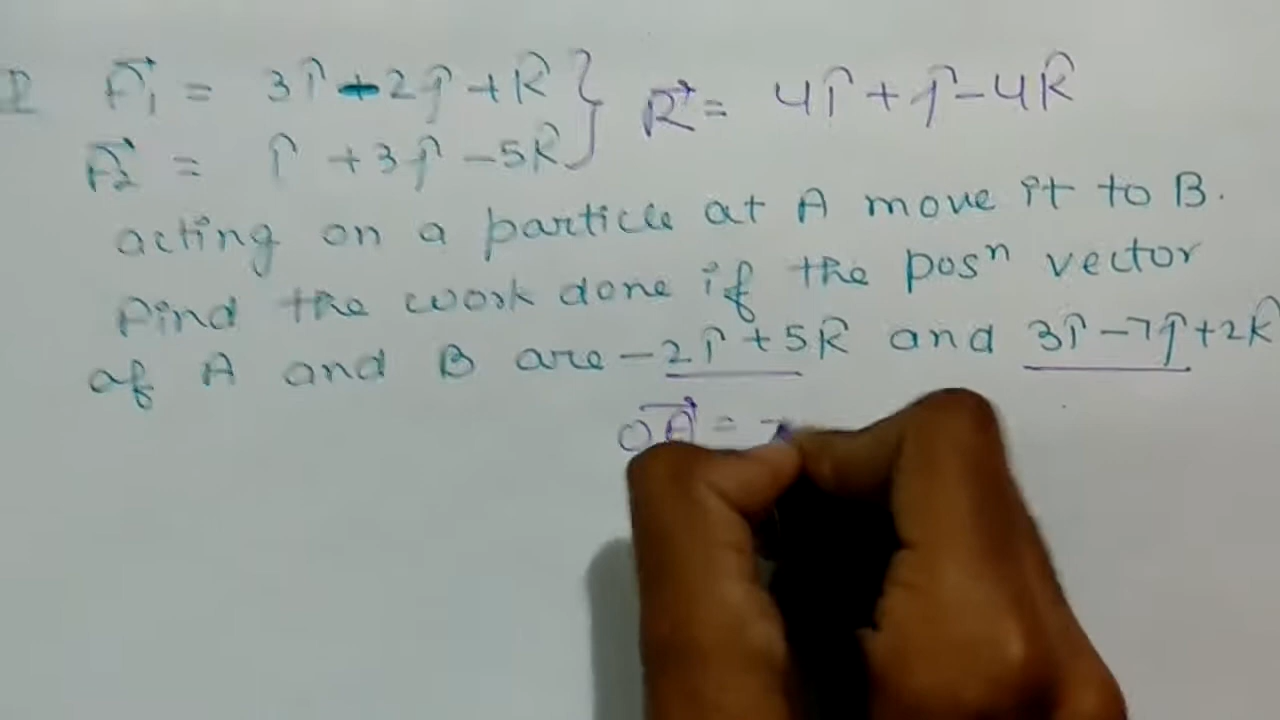 I F₁ = 3î - 2ĵ + k̂ } R⃗ = 4î + ĵ - 4k̂
F₂ = î + 3ĵ - 5k̂
acting on a particle at A move it to B.
Find the work done if the posⁿ vector
of A and B are -2î + 5k̂ and 3î - 7ĵ + 2k̂
OA⃗ = -